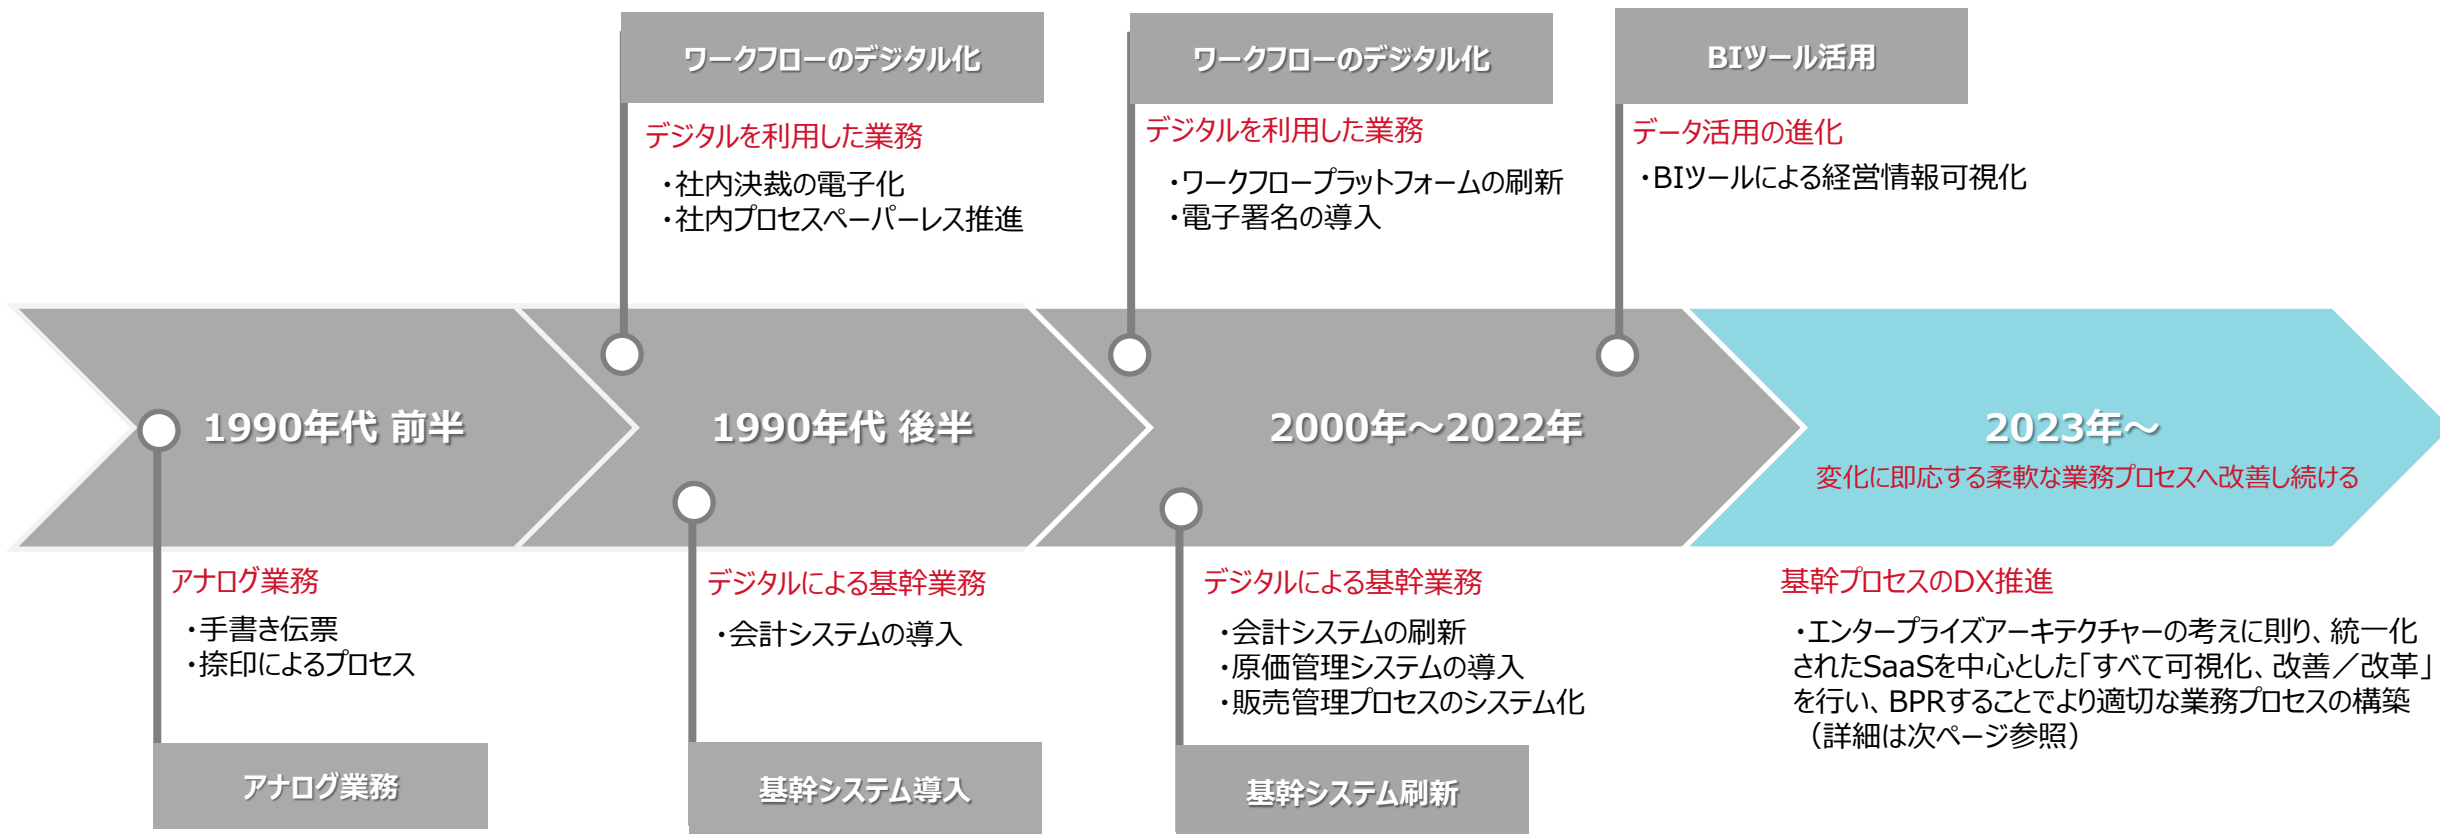 ワークフローのデジタル化
デジタルを利用した業務
・社内決裁の電子化
・社内プロセスペーパーレス推進
ワークフローのデジタル化
デジタルを利用した業務
・ワークフロープラットフォームの刷新
・電子署名の導入
BIツール活用
データ活用の進化
・BIツールによる経営情報可視化
1990年代 前半
1990年代 後半
2000年～2022年
2023年～
変化に即応する柔軟な業務プロセスへ改善し続ける
アナログ業務
・手書き伝票
・捺印によるプロセス
アナログ業務
デジタルによる基幹業務
・会計システムの導入
基幹システム導入
デジタルによる基幹業務
・会計システムの刷新
・原価管理システムの導入
・販売管理プロセスのシステム化
基幹システム刷新
基幹プロセスのDX推進
・エンタープライズアーキテクチャーの考えに則り、統一化
されたSaaSを中心とした「すべて可視化、改善／改革」
を行い、BPRすることでより適切な業務プロセスの構築
（詳細は次ページ参照）